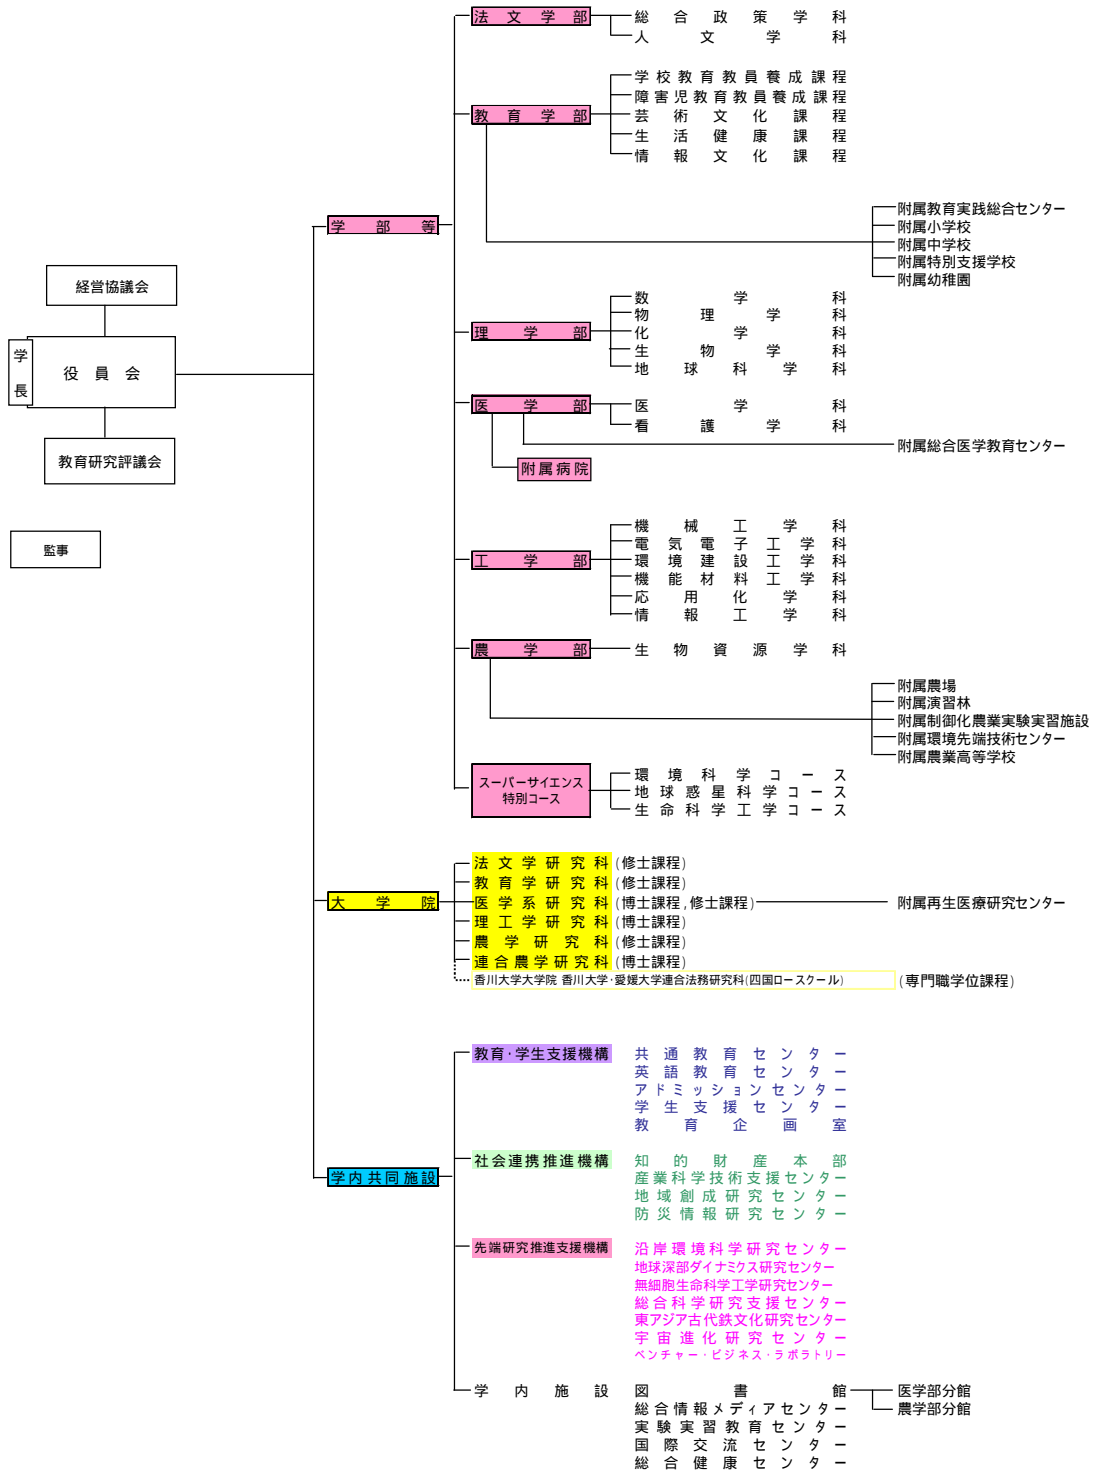 法文学部
総合政策学科
人文学科
教育学部
学校教育教員養成課程
障害児教育教員養成課程
芸術文化課程
生活健康課程
情報文化課程
附属教育実践総合センター
附属小学校
附属中学校
附属特別支援学校
附属幼稚園
学部等
経営協議会
学長
役員会
教育研究評議会
監事
理学部
数学科
物理学科
化学科
生物学科
地球科学科
医学部
医学科
看護学科
附属総合医学教育センター
附属病院
工学部
機械工学科
電気電子工学科
環境建設工学科
機能材料工学科
応用化学科
情報工学科
農学部
生物資源学科
附属農場
附属演習林
附属制御化農業実験実習施設
附属環境先端技術センター
附属農業高等学校
スーパーサイエンス
特別コース
環境科学コース
地球惑星科学コース
生命科学工学コース
大学院
法文学研究科(修士課程)
教育学研究科(修士課程)
医学系研究科(博士課程,修士課程)
附属再生医療研究センター
理工学研究科(博士課程)
農学研究科(修士課程)
連合農学研究科(博士課程)
香川大学大学院 香川大学・愛媛大学連合法務研究科(四国ロースクール)
(専門職学位課程)
学内共同施設
教育・学生支援機構
共通教育センター
英語教育センター
アドミッションセンター
学生支援センター
教育企画室
社会連携推進機構
知的財産本部
産業科学技術支援センター
地域創成研究センター
防災情報研究センター
先端研究推進支援機構
沿岸環境科学研究センター
地球深部ダイナミクス研究センター
無細胞生命科学工学研究センター
総合科学研究支援センター
東アジア古代鉄文化研究センター
宇宙進化研究センター
ベンチャー・ビジネス・ラボラトリー
学内施設
図書館
医学部分館
農学部分館
総合情報メディアセンター
実験実習教育センター
国際交流センター
総合健康センター